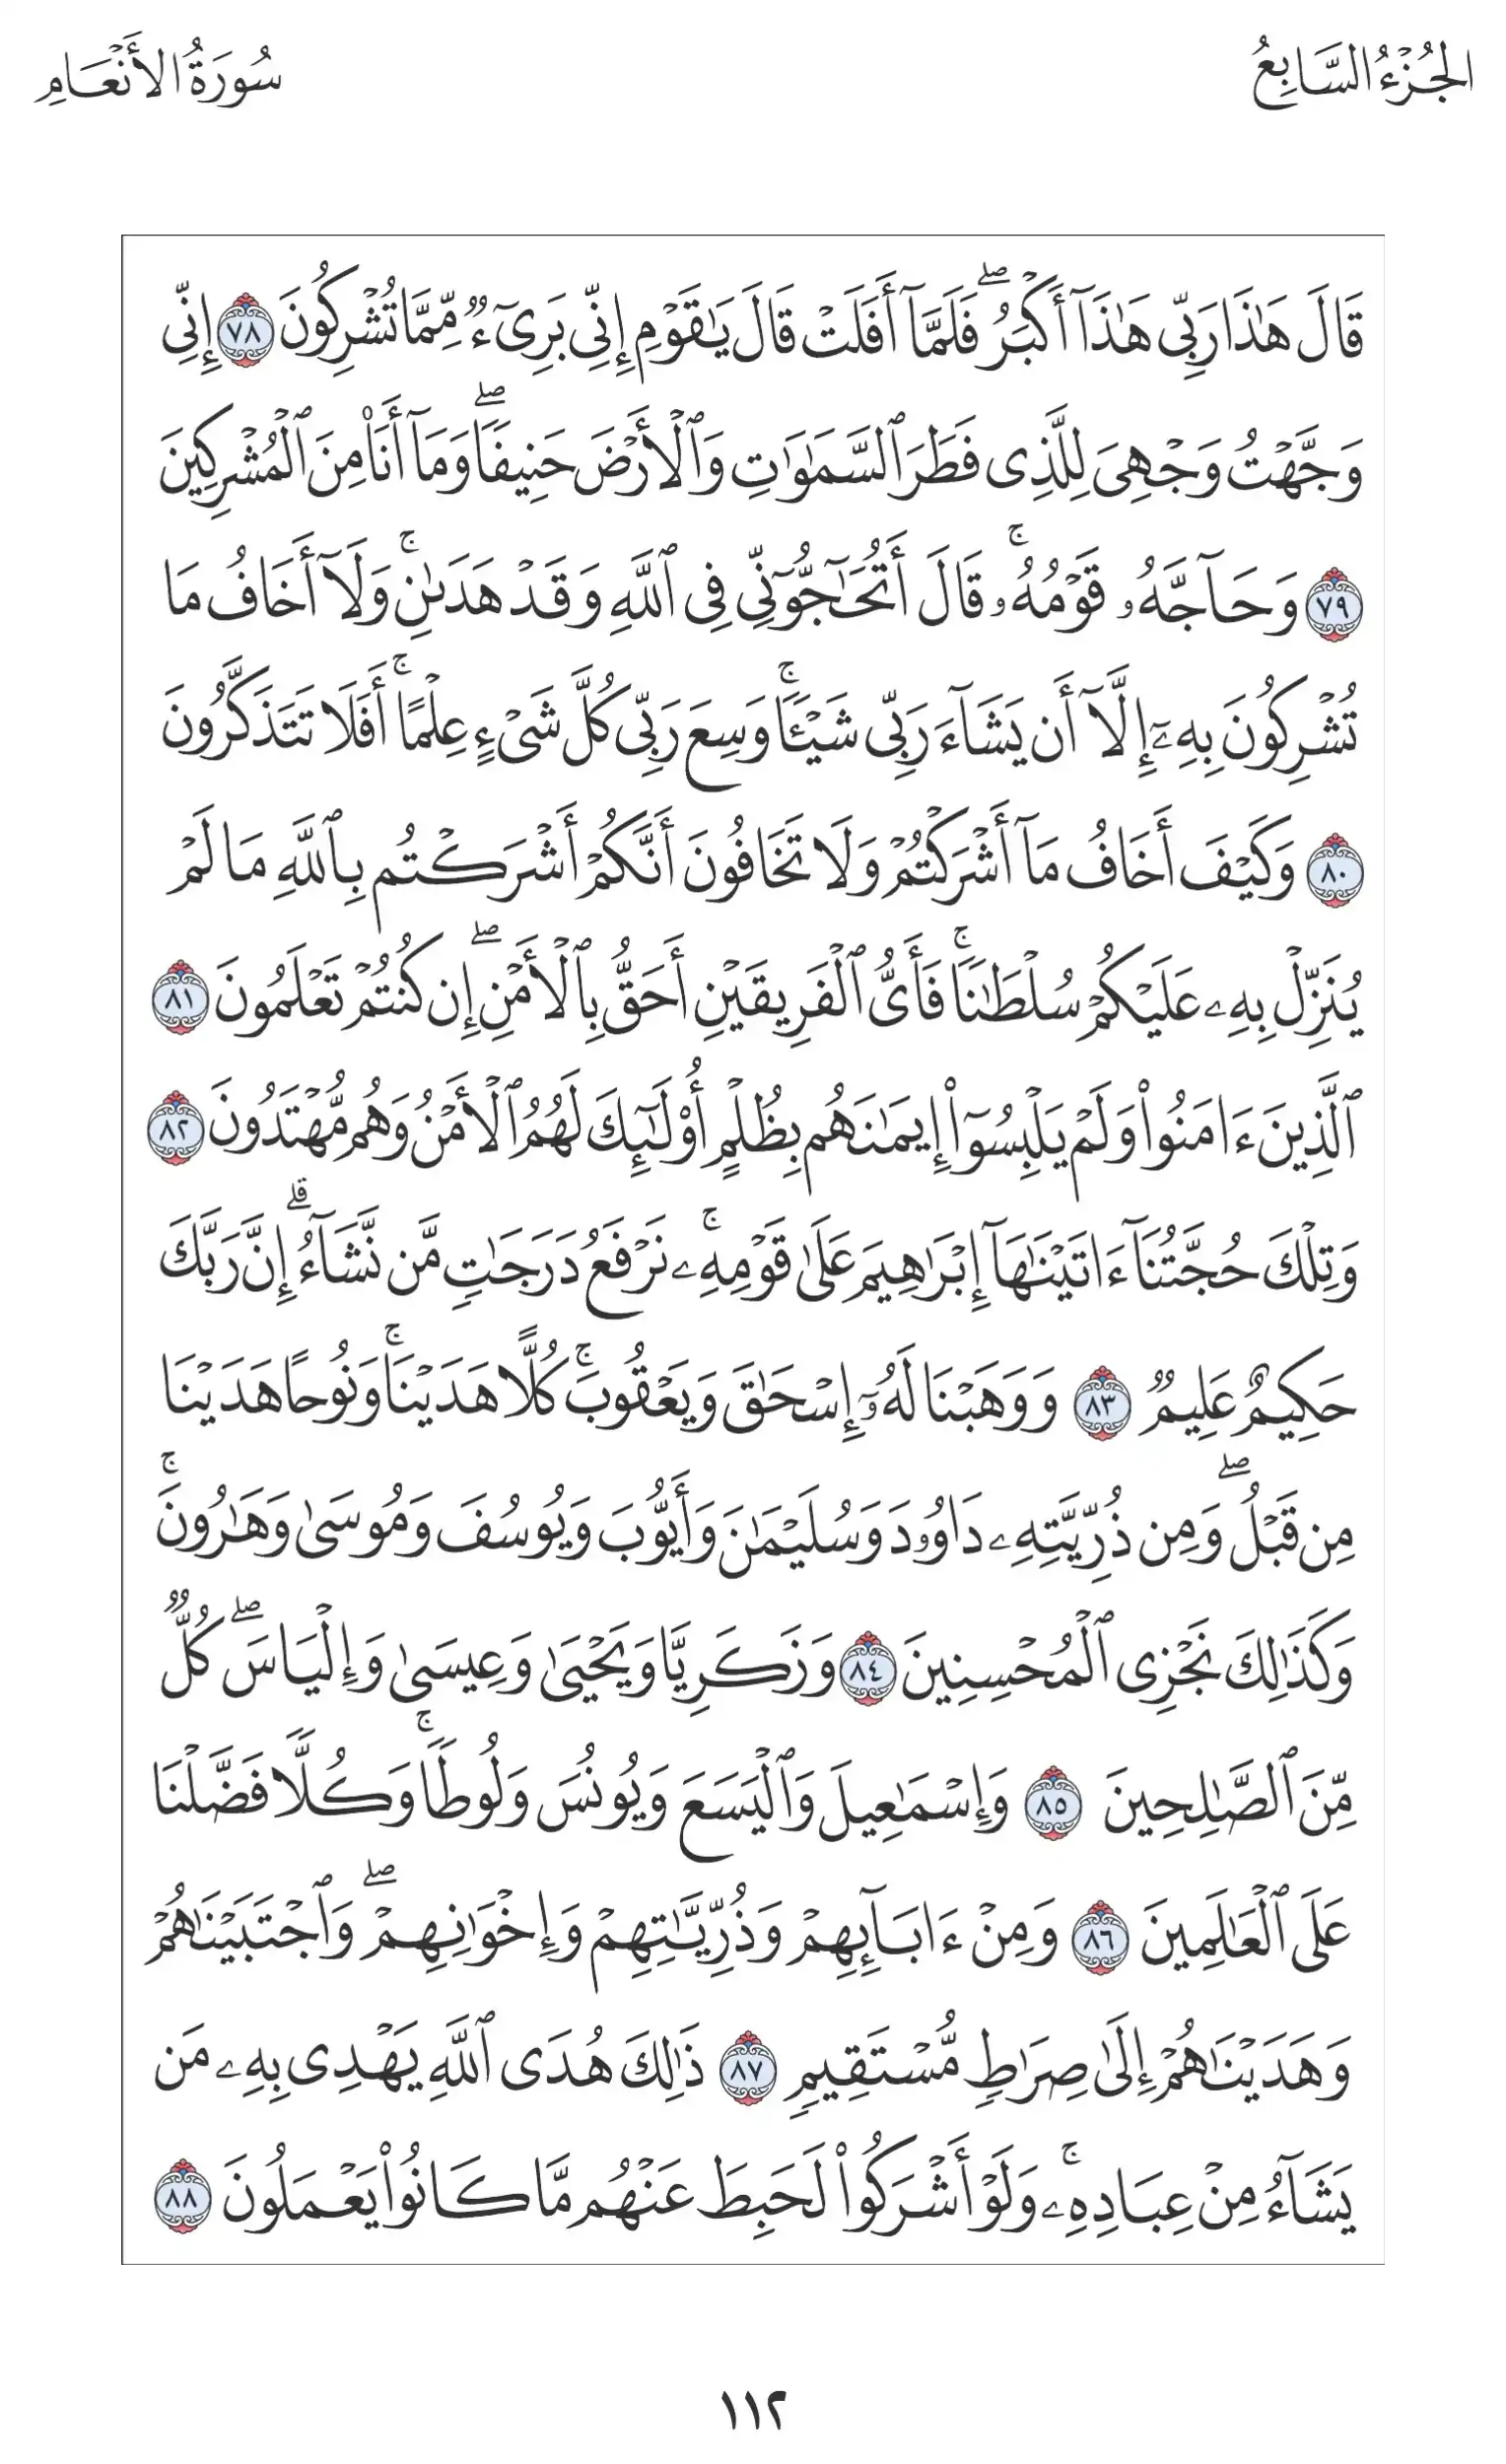 الجُزْءُ السَّابِعُ
سُورَةُ الأَنْعَامِ
قَالَ هَٰذَا رَبِّى هَٰذَآ أَكْبَرُ ۖ فَلَمَّآ أَفَلَتْ قَالَ يَٰقَوْمِ إِنِّى بَرِىٓءٌ مِّمَّا تُشْرِكُونَ ٧٨ إِنِّى
وَجَّهْتُ وَجْهِىَ لِلَّذِى فَطَرَ ٱلسَّمَٰوَٰتِ وَٱلْأَرْضَ حَنِيفًا ۖ وَمَآ أَنَا۠ مِنَ ٱلْمُشْرِكِينَ
٧٩ وَحَآجَّهُۥ قَوْمُهُۥ ۚ قَالَ أَتُحَٰٓجُّوٓنِّى فِى ٱللَّهِ وَقَدْ هَدَىٰنِ ۚ وَلَآ أَخَافُ مَا
تُشْرِكُونَ بِهِۦٓ إِلَّآ أَن يَشَآءَ رَبِّى شَيْـًٔا ۚ وَسِعَ رَبِّى كُلَّ شَىْءٍ عِلْمًا ۚ أَفَلَا تَتَذَكَّرُونَ
٨٠ وَكَيْفَ أَخَافُ مَآ أَشْرَكْتُمْ وَلَا تَخَافُونَ أَنَّكُمْ أَشْرَكْتُم بِٱللَّهِ مَا لَمْ
يُنَزِّلْ بِهِۦ عَلَيْكُمْ سُلْطَٰنًا ۚ فَأَىُّ ٱلْفَرِيقَيْنِ أَحَقُّ بِٱلْأَمْنِ ۖ إِن كُنتُمْ تَعْلَمُونَ ٨١
ٱلَّذِينَ ءَامَنُوا۟ وَلَمْ يَلْبِسُوٓا۟ إِيمَٰنَهُم بِظُلْمٍ أُو۟لَٰٓئِكَ لَهُمُ ٱلْأَمْنُ وَهُم مُّهْتَدُونَ ٨٢
وَتِلْكَ حُجَّتُنَآ ءَاتَيْنَٰهَآ إِبْرَٰهِيمَ عَلَىٰ قَوْمِهِۦ ۚ نَرْفَعُ دَرَجَٰتٍ مَّن نَّشَآءُ ۗ إِنَّ رَبَّكَ
حَكِيمٌ عَلِيمٌ ٨٣ وَوَهَبْنَا لَهُۥٓ إِسْحَٰقَ وَيَعْقُوبَ ۚ كُلًّا هَدَيْنَا ۚ وَنُوحًا هَدَيْنَا
مِن قَبْلُ ۖ وَمِن ذُرِّيَّتِهِۦ دَاوُۥدَ وَسُلَيْمَٰنَ وَأَيُّوبَ وَيُوسُفَ وَمُوسَىٰ وَهَٰرُونَ ۚ
وَكَذَٰلِكَ نَجْزِى ٱلْمُحْسِنِينَ ٨٤ وَزَكَرِيَّا وَيَحْيَىٰ وَعِيسَىٰ وَإِلْيَاسَ ۖ كُلٌّ
مِّنَ ٱلصَّٰلِحِينَ ٨٥ وَإِسْمَٰعِيلَ وَٱلْيَسَعَ وَيُونُسَ وَلُوطًا ۚ وَكُلًّا فَضَّلْنَا
عَلَى ٱلْعَٰلَمِينَ ٨٦ وَمِنْ ءَابَآئِهِمْ وَذُرِّيَّٰتِهِمْ وَإِخْوَٰنِهِمْ ۖ وَٱجْتَبَيْنَٰهُمْ
وَهَدَيْنَٰهُمْ إِلَىٰ صِرَٰطٍ مُّسْتَقِيمٍ ٨٧ ذَٰلِكَ هُدَى ٱللَّهِ يَهْدِى بِهِۦ مَن
يَشَآءُ مِنْ عِبَادِهِۦ ۚ وَلَوْ أَشْرَكُوا۟ لَحَبِطَ عَنْهُم مَّا كَانُوا۟ يَعْمَلُونَ ٨٨
١١٢